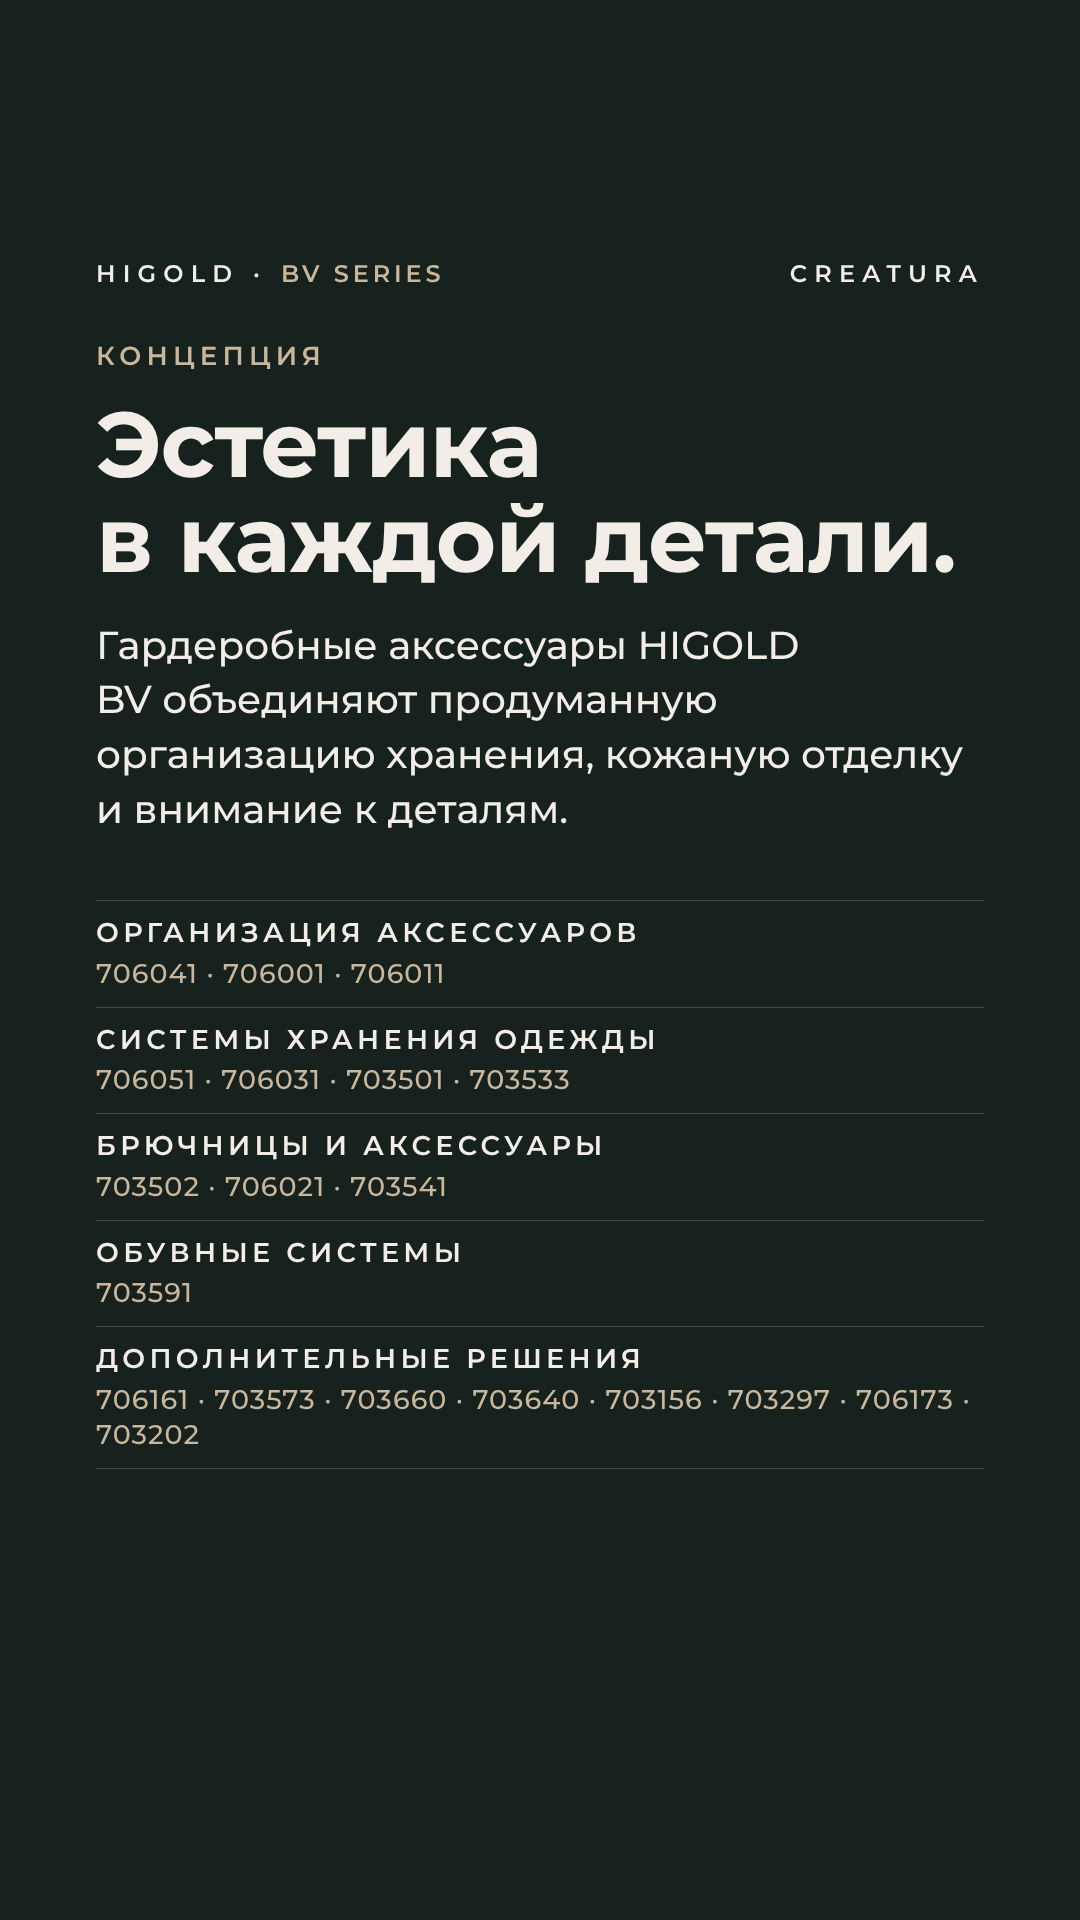 HIGOLD · BV SERIES CREATURA
КОНЦЕПЦИЯ
Эстетика
в каждой детали.
Гардеробные аксессуары HIGOLD
BV объединяют продуманную
организацию хранения, кожаную отделку
и внимание к деталям.
ОРГАНИЗАЦИЯ АКСЕССУАРОВ
706041 · 706001 · 706011
СИСТЕМЫ ХРАНЕНИЯ ОДЕЖДЫ
706051 · 706031 · 703501 · 703533
БРЮЧНИЦЫ И АКСЕССУАРЫ
703502 · 706021 · 703541
ОБУВНЫЕ СИСТЕМЫ
703591
ДОПОЛНИТЕЛЬНЫЕ РЕШЕНИЯ
706161 · 703573 · 703660 · 703640 · 703156 · 703297 · 706173 ·
703202